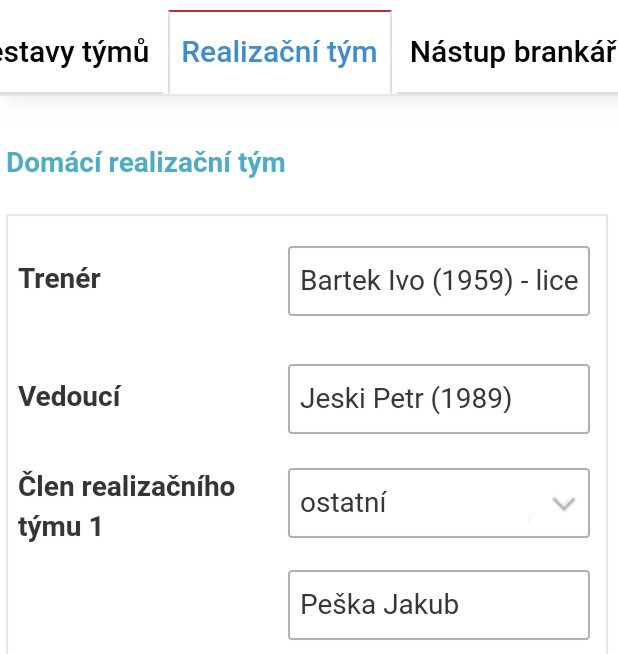 estavy týmů Realizační tým Nástup brankář
Domácí realizační tým
Trenér Bartek Ivo (1959) - lice
Vedoucí Jeski Petr (1989)
Člen realizačního
týmu 1
ostatní
Peška Jakub